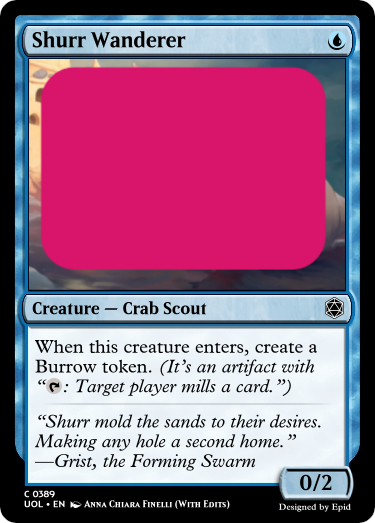 Shurr Wanderer
Creature — Crab Scout
When this creature enters, create a
Burrow token. (It's an artifact with
“: Target player mills a card.”)
“Shurr mold the sands to their desires.
Making any hole a second home.”
—Grist, the Forming Swarm
0/2
C 0389
UOL • EN Anna Chiara Finelli (With Edits)
Designed by Epid